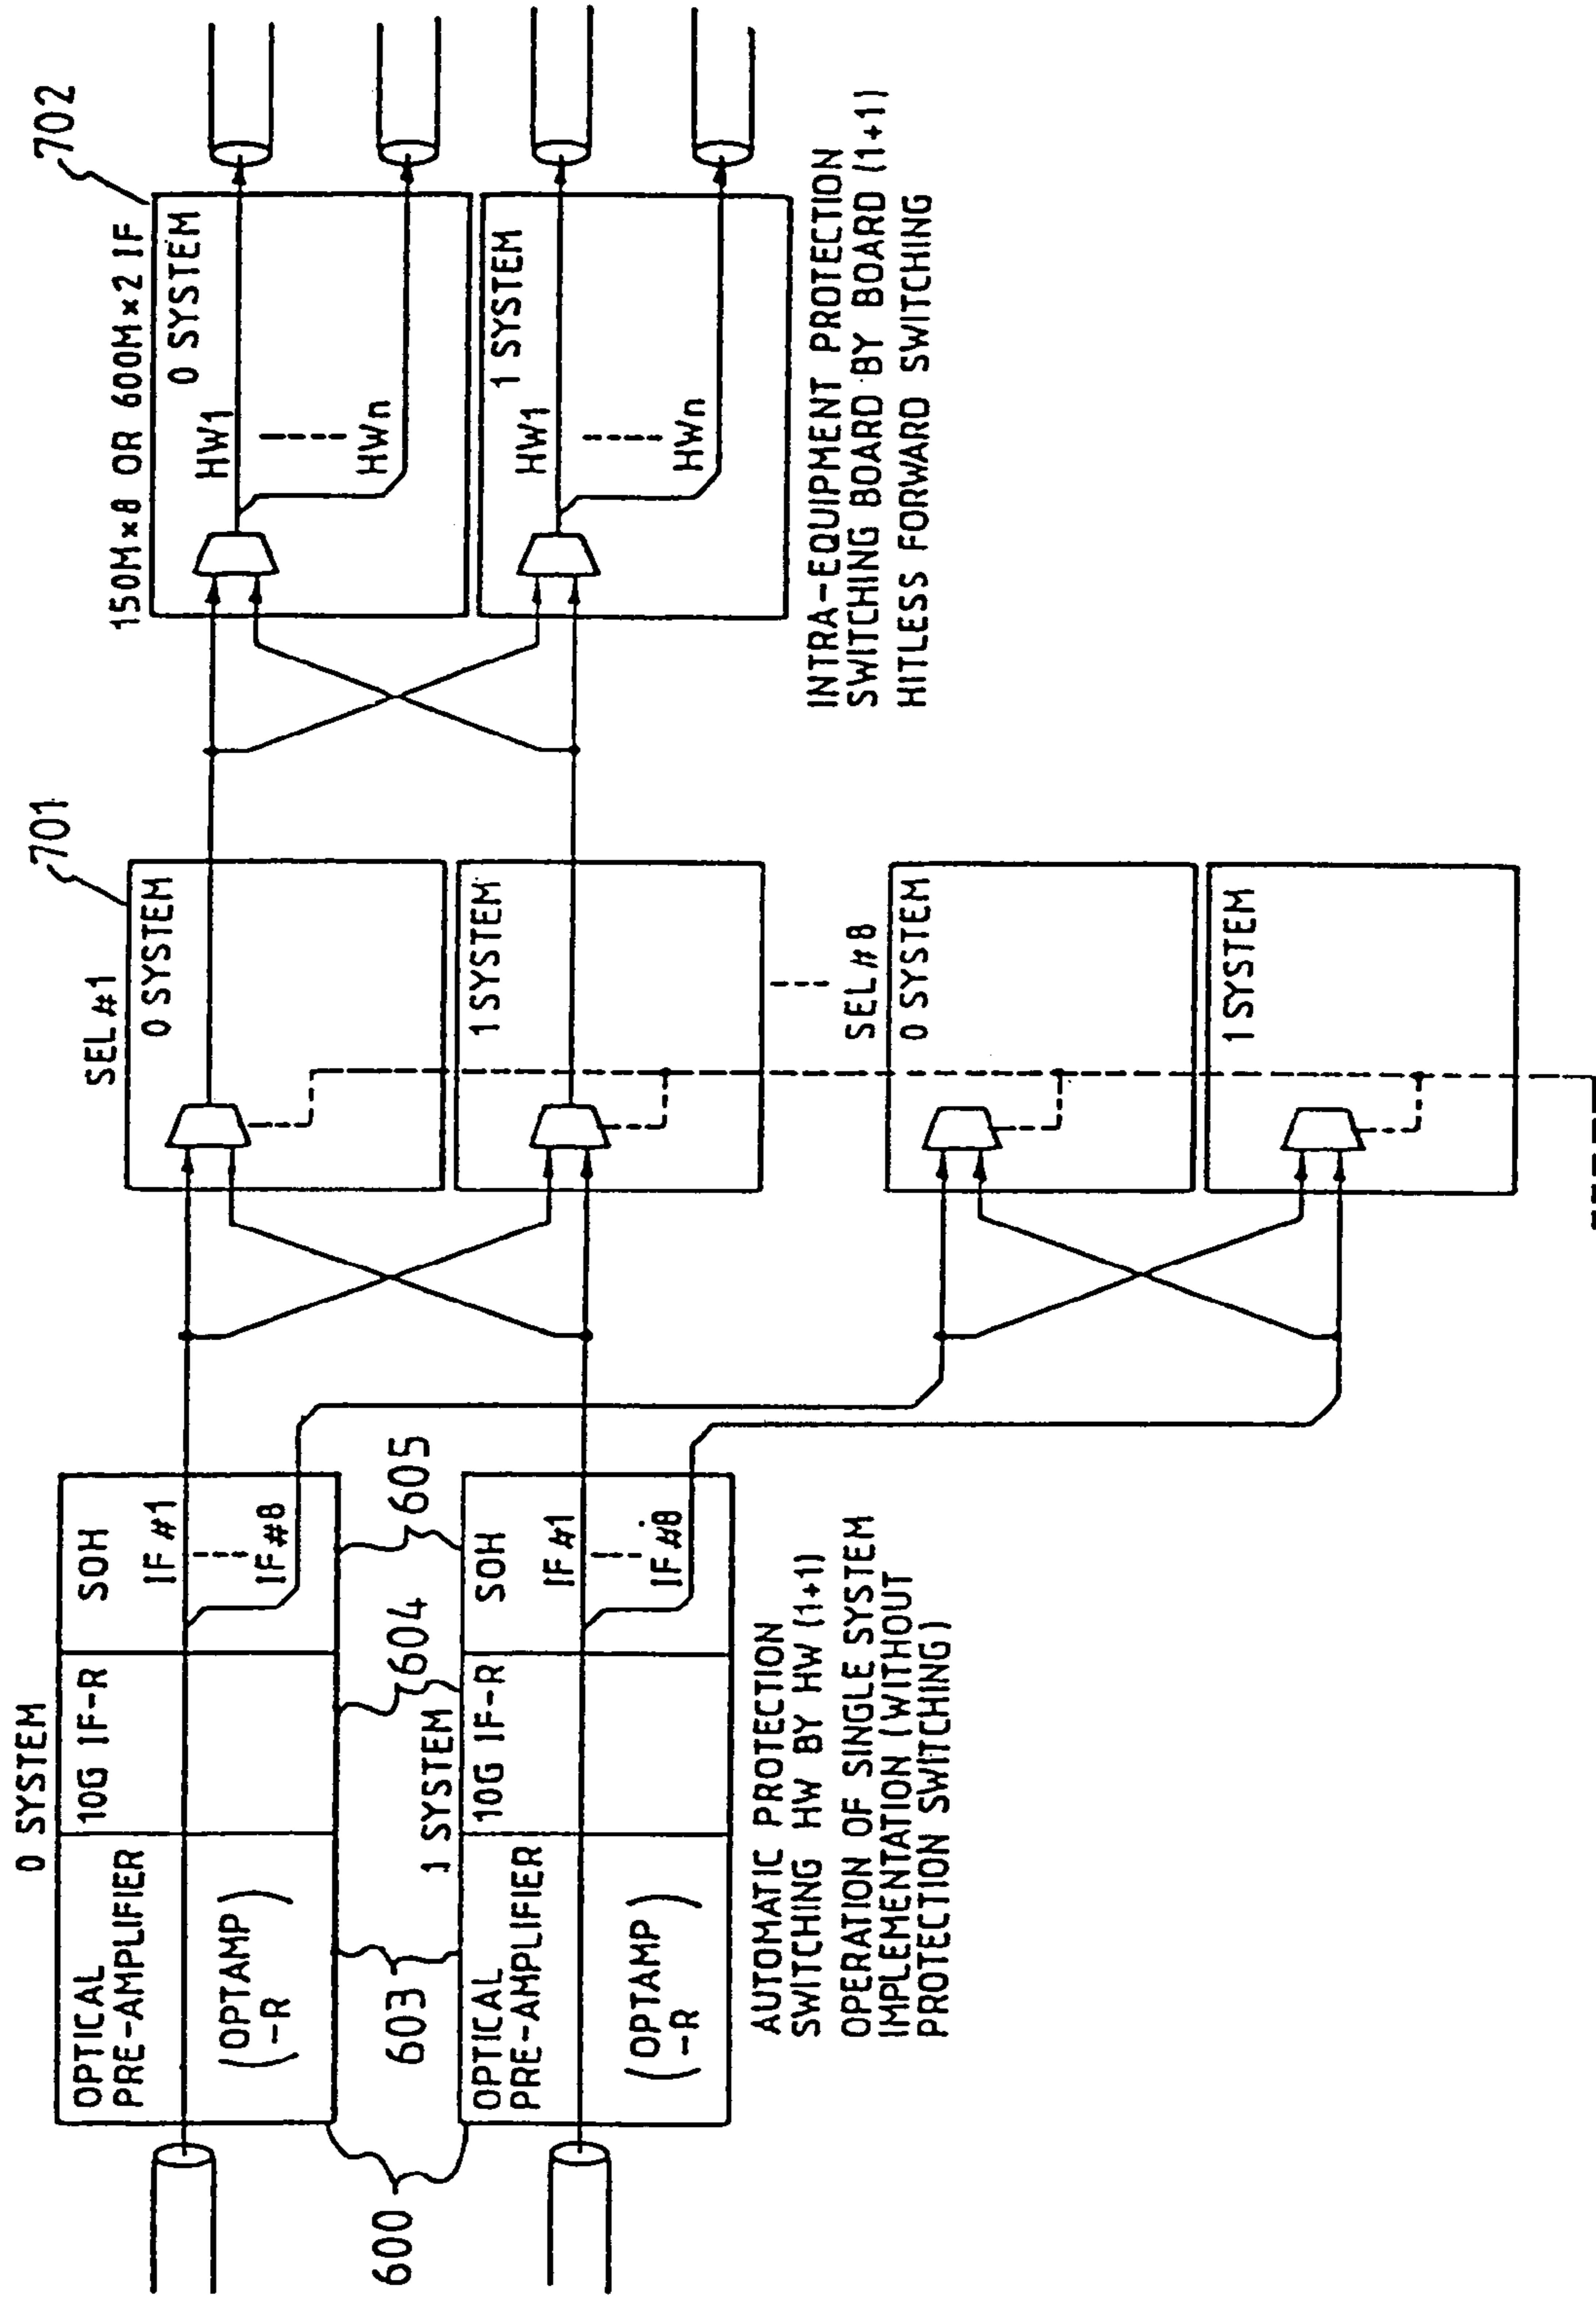 0 SYSTEM
OPTICAL
PRE-AMPLIFIER
(OPTAMP
-R)
10G IF-R
SOH
IF #1
IF #8
600
603
604
605
1 SYSTEM
OPTICAL
PRE-AMPLIFIER
(OPTAMP
-R)
10G IF-R
SOH
IF #1
IF #8
AUTOMATIC PROTECTION
SWITCHING HW BY HW (1+1)
OPERATION OF SINGLE SYSTEM
IMPLEMENTATION (WITHOUT
PROTECTION SWITCHING)
SEL #1
701
0 SYSTEM
1 SYSTEM
SEL #8
0 SYSTEM
1 SYSTEM
150M×8 OR 600M×2 IF
702
0 SYSTEM
HW1
HWn
1 SYSTEM
HW1
HWn
INTRA-EQUIPMENT PROTECTION
SWITCHING BOARD BY BOARD (1+1)
HITLESS FORWARD SWITCHING